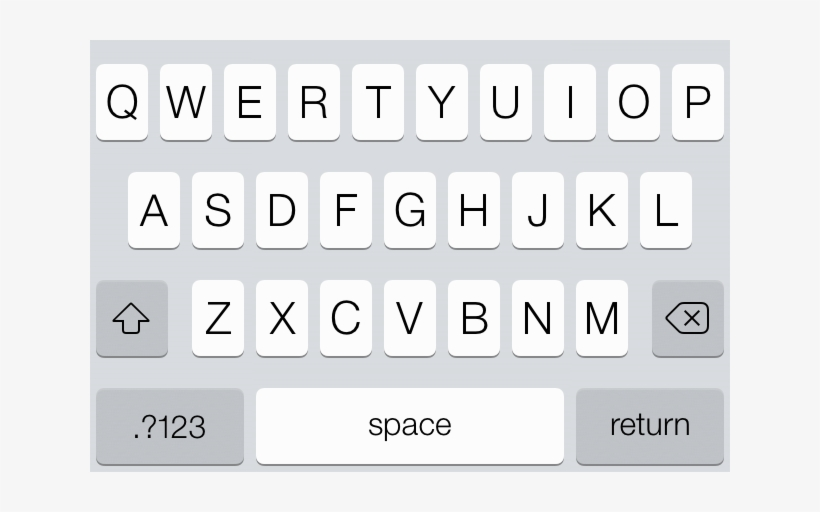 Q W E R T Y U I O P
A S D F G H J K L
Z X C V B N M
.?123 space return